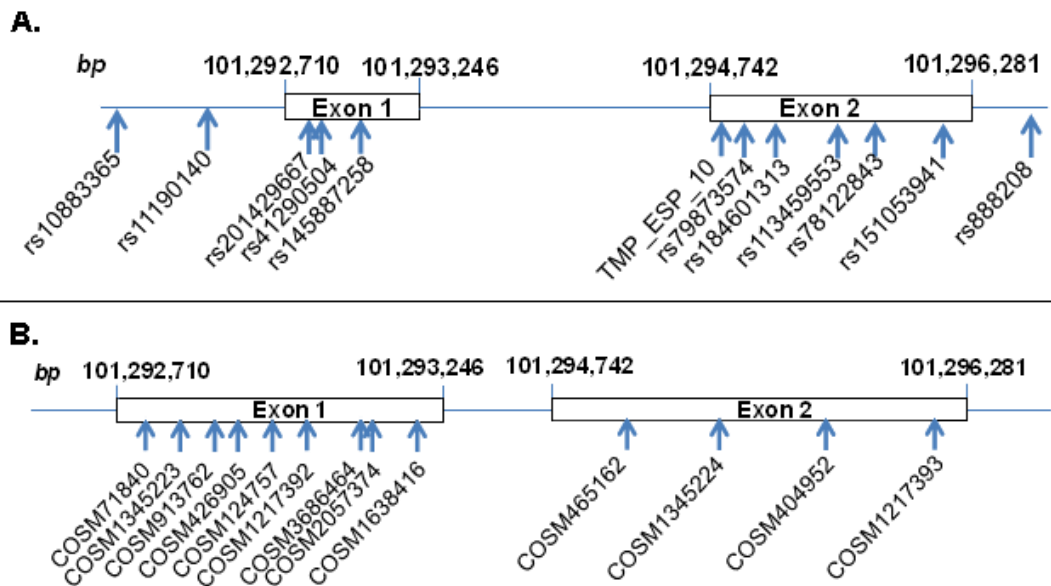 A.
bp 101,292,710 101,293,246 101,294,742 101,296,281
Exon 1 Exon 2
rs10883365
rs11190140
rs201429667
rs41290504
rs145887258
TMP_ESP_10
rs79873574
rs184601313
rs113459553
rs78122843
rs151053941
rs888208
B.
bp 101,292,710 101,293,246 101,294,742 101,296,281
Exon 1 Exon 2
COSM71840
COSM1345223
COSM913762
COSM426905
COSM124757
COSM1217392
COSM3686464
COSM2057374
COSM1638416
COSM465162
COSM1345224
COSM404952
COSM1217393